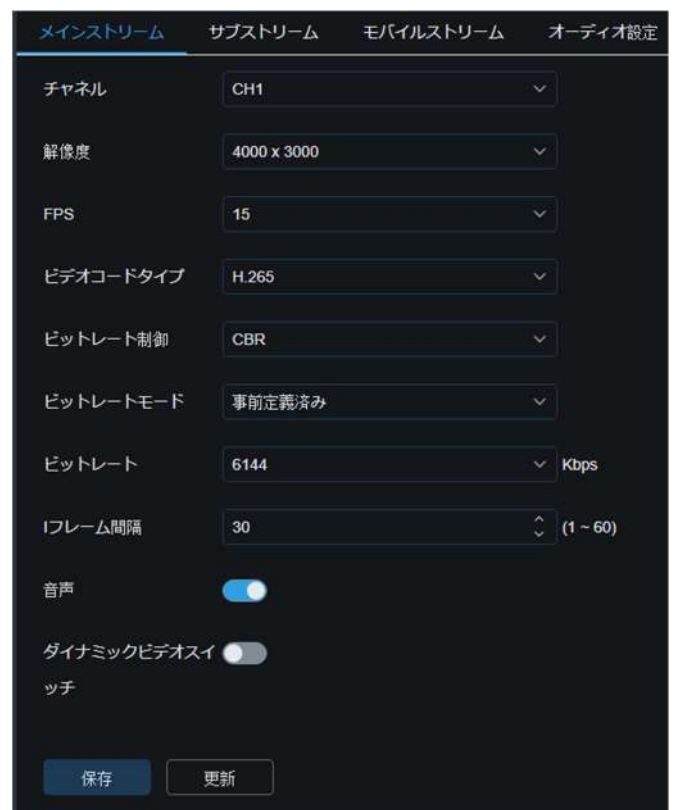 メインストリーム サブストリーム モバイルストリーム オーディオ設定
チャネル CH1
解像度 4000 x 3000
FPS 15
ビデオコードタイプ H.265
ビットレート制御 CBR
ビットレートモード 事前定義済み
ビットレート 6144 Kbps
Iフレーム間隔 30 (1 ~ 60)
音声
ダイナミックビデオスイ
ッチ
保存 更新